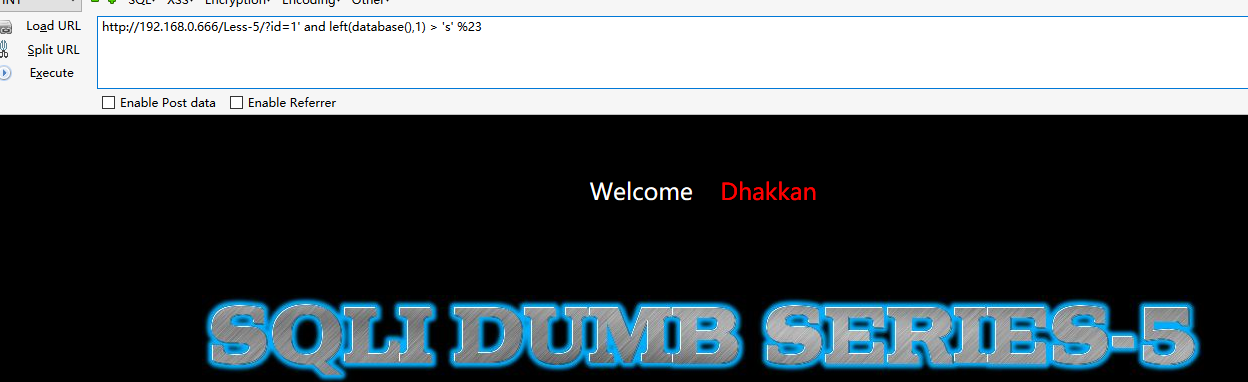 SQL XSS Encryption Encoding Other
Load URL
http://192.168.0.666/Less-5/?id=1' and left(database(),1) > 's' %23
Split URL
Execute
Enable Post data Enable Referrer
Welcome Dhakkan
SQLI DUMB SERIES-5